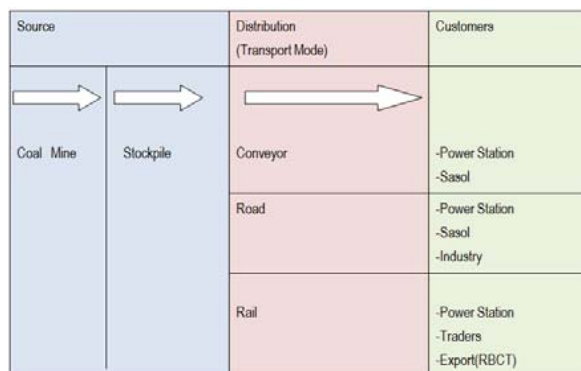 Source
Distribution
(Transport Mode)
Customers
Coal Mine
Stockpile
Conveyor
-Power Station
-Sasol
Road
-Power Station
-Sasol
-Industry
Rail
-Power Station
-Traders
-Export(RBCT)